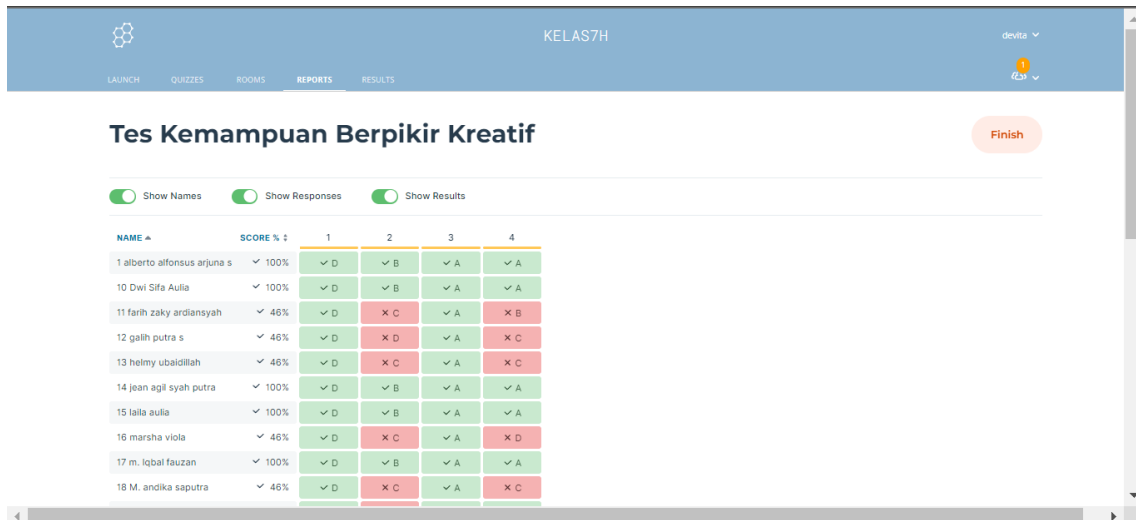 KELAS7H
devita
1
LAUNCH QUIZZES ROOMS REPORTS RESULTS
Tes Kemampuan Berpikir Kreatif
Finish
Show Names Show Responses Show Results
NAME SCORE % 1 2 3 4
1 alberto alfonsus arjuna s ✓ 100% ✓ D ✓ B ✓ A ✓ A
10 Dwi Sifa Aulia ✓ 100% ✓ D ✓ B ✓ A ✓ A
11 farih zaky ardiansyah ✓ 46% ✓ D ✕ C ✓ A ✕ B
12 galih putra s ✓ 46% ✓ D ✕ D ✓ A ✕ C
13 helmy ubaidillah ✓ 46% ✓ D ✕ C ✓ A ✕ C
14 jean agil syah putra ✓ 100% ✓ D ✓ B ✓ A ✓ A
15 laila aulia ✓ 100% ✓ D ✓ B ✓ A ✓ A
16 marsha viola ✓ 46% ✓ D ✕ C ✓ A ✕ D
17 m. Iqbal fauzan ✓ 100% ✓ D ✓ B ✓ A ✓ A
18 M. andika saputra ✓ 46% ✓ D ✕ C ✓ A ✕ C